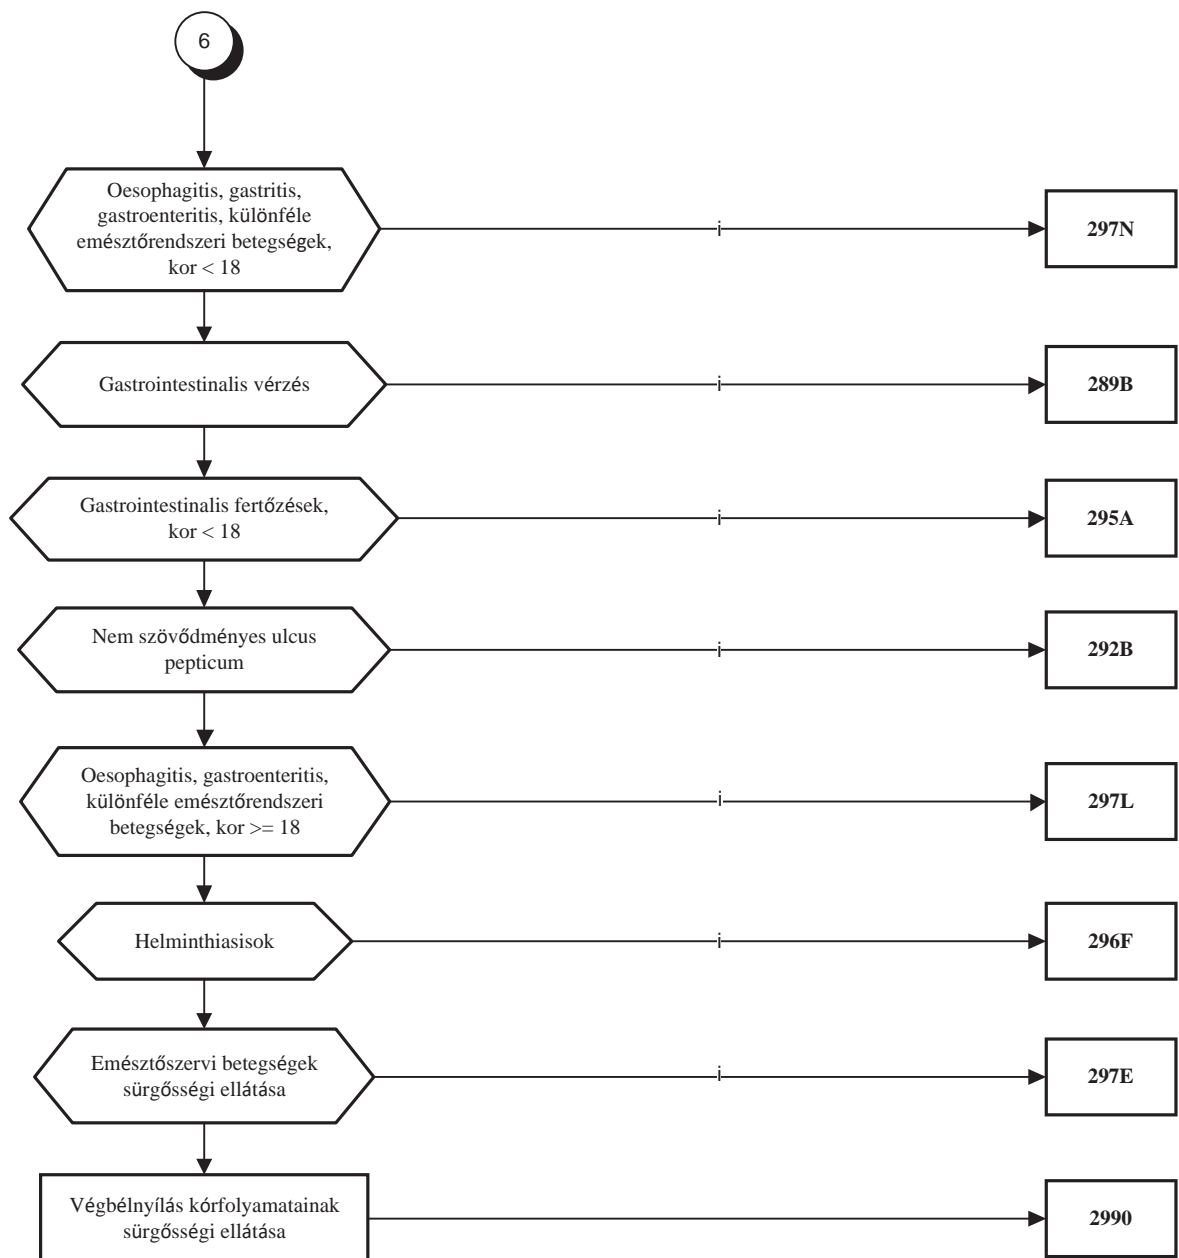 6
Oesophagitis, gastritis,
gastroenteritis, különféle
emésztőrendszeri betegségek,
kor < 18
i
297N
Gastrointestinalis vérzés
i
289B
Gastrointestinalis fertőzések,
kor < 18
i
295A
Nem szövődményes ulcus
pepticum
i
292B
Oesophagitis, gastroenteritis,
különféle emésztőrendszeri
betegségek, kor >= 18
i
297L
Helminthiasisok
i
296F
Emésztőszervi betegségek
sürgősségi ellátása
i
297E
Végbélnyílás kórfolyamatainak
sürgősségi ellátása
2990